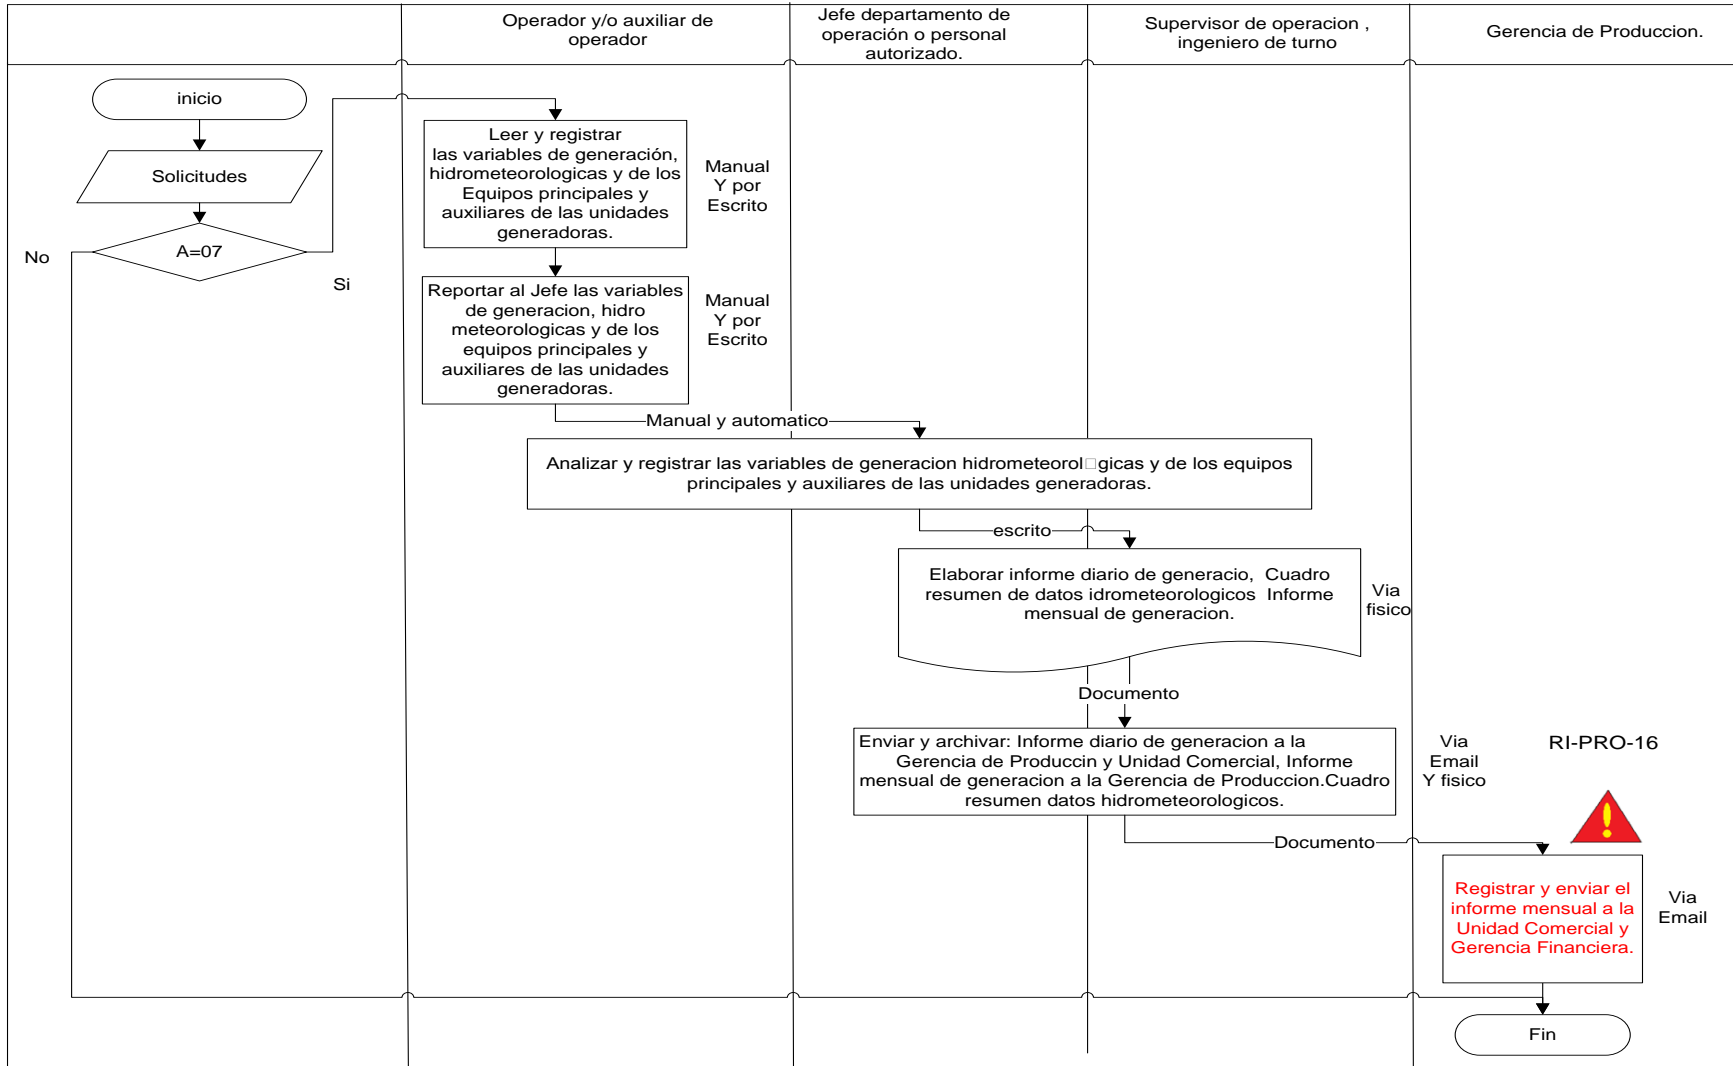 Operador y/o auxiliar de
operador
Jefe departamento de
operación o personal
autorizado.
Supervisor de operacion ,
ingeniero de turno
Gerencia de Produccion.
inicio
Solicitudes
A=07
No
Si
Leer y registrar
las variables de generación,
hidrometeorologicas y de los
Equipos principales y
auxiliares de las unidades
generadoras.
Manual
Y por
Escrito
Reportar al Jefe las variables
de generacion, hidro
meteorologicas y de los
equipos principales y
auxiliares de las unidades
generadoras.
Manual
Y por
Escrito
Manual y automatico
Analizar y registrar las variables de generacion hidrometeorol□gicas y de los equipos
principales y auxiliares de las unidades generadoras.
escrito
Elaborar informe diario de generacio, Cuadro
resumen de datos idrometeorologicos Informe
mensual de generacion.
Via
fisico
Documento
Enviar y archivar: Informe diario de generacion a la
Gerencia de Produccin y Unidad Comercial, Informe
mensual de generacion a la Gerencia de Produccion.Cuadro
resumen datos hidrometeorologicos.
Via
Email
Y fisico
RI-PRO-16
Documento
Registrar y enviar el
informe mensual a la
Unidad Comercial y
Gerencia Financiera.
Via
Email
Fin